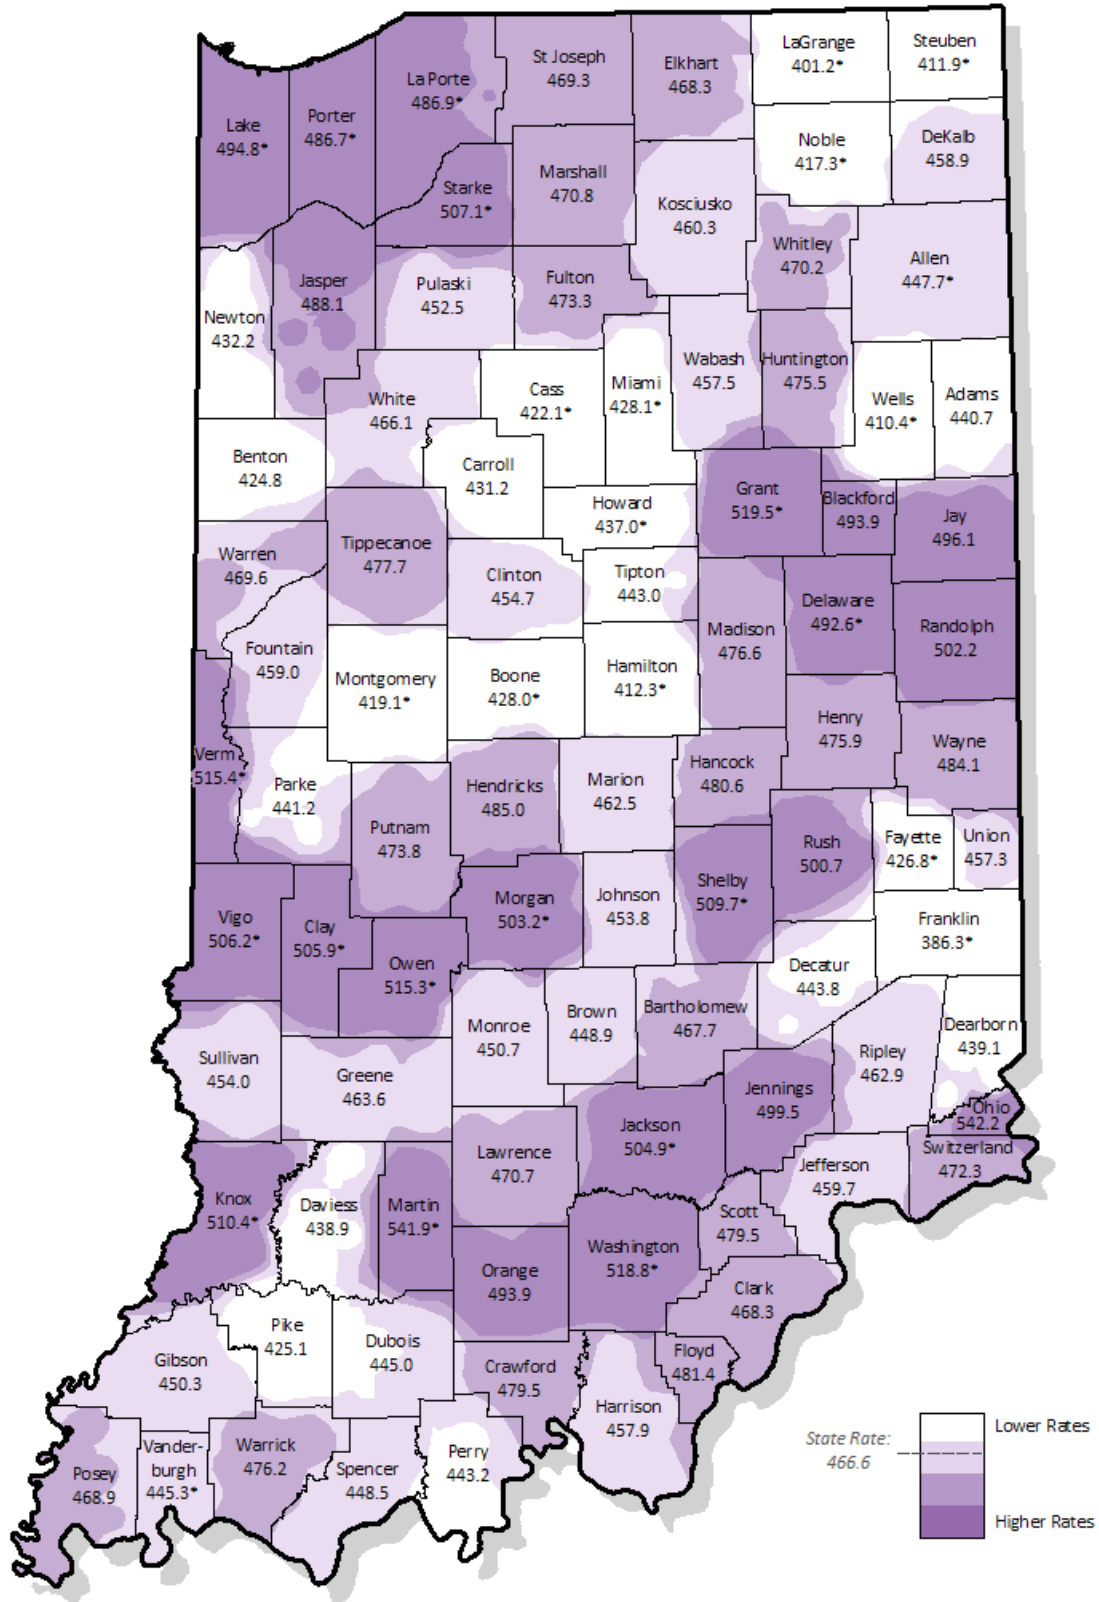 LaGrange
401.2*
Steuben
411.9*
St Joseph
469.3
Elkhart
468.3
La Porte
486.9*
Porter
486.7*
Lake
494.8*
Noble
417.3*
DeKalb
458.9
Marshall
470.8
Starke
507.1*
Kosciusko
460.3
Whitley
470.2
Allen
447.7*
Jasper
488.1
Pulaski
452.5
Fulton
473.3
Newton
432.2
Wabash
457.5
Huntington
475.5
Miami
428.1*
Cass
422.1*
White
466.1
Wells
410.4*
Adams
440.7
Benton
424.8
Carroll
431.2
Howard
437.0*
Grant
519.5*
Blackford
493.9
Jay
496.1
Warren
469.6
Tippecanoe
477.7
Clinton
454.7
Tipton
443.0
Madison
476.6
Delaware
492.6*
Randolph
502.2
Fountain
459.0
Montgomery
419.1*
Boone
428.0*
Hamilton
412.3*
Henry
475.9
Wayne
484.1
Verm
515.4*
Parke
441.2
Hendricks
485.0
Marion
462.5
Hancock
480.6
Putnam
473.8
Rush
500.7
Fayette
426.8*
Union
457.3
Vigo
506.2*
Clay
505.9*
Morgan
503.2*
Johnson
453.8
Shelby
509.7*
Franklin
386.3*
Owen
515.3*
Decatur
443.8
Monroe
450.7
Brown
448.9
Bartholomew
467.7
Dearborn
439.1
Sullivan
454.0
Greene
463.6
Ripley
462.9
Jennings
499.5
Ohio
542.2
Jackson
504.9*
Lawrence
470.7
Switzerland
472.3
Jefferson
459.7
Knox
510.4*
Daviess
438.9
Martin
541.9*
Scott
479.5
Washington
518.8*
Orange
493.9
Clark
468.3
Pike
425.1
Dubois
445.0
Gibson
450.3
Crawford
479.5
Floyd
481.4
Harrison
457.9
Posey
468.9
Vander-
burgh
445.3*
Warrick
476.2
Spencer
448.5
Perry
443.2
Lower Rates
State Rate:
466.6
Higher Rates